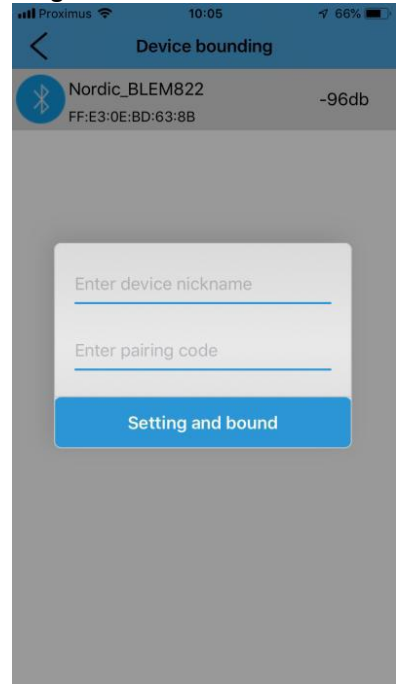 Proximus 10:05 66%
Device bounding
Nordic_BLEM822
-96db
FF:E3:0E:BD:63:8B
Enter device nickname
Enter pairing code
Setting and bound